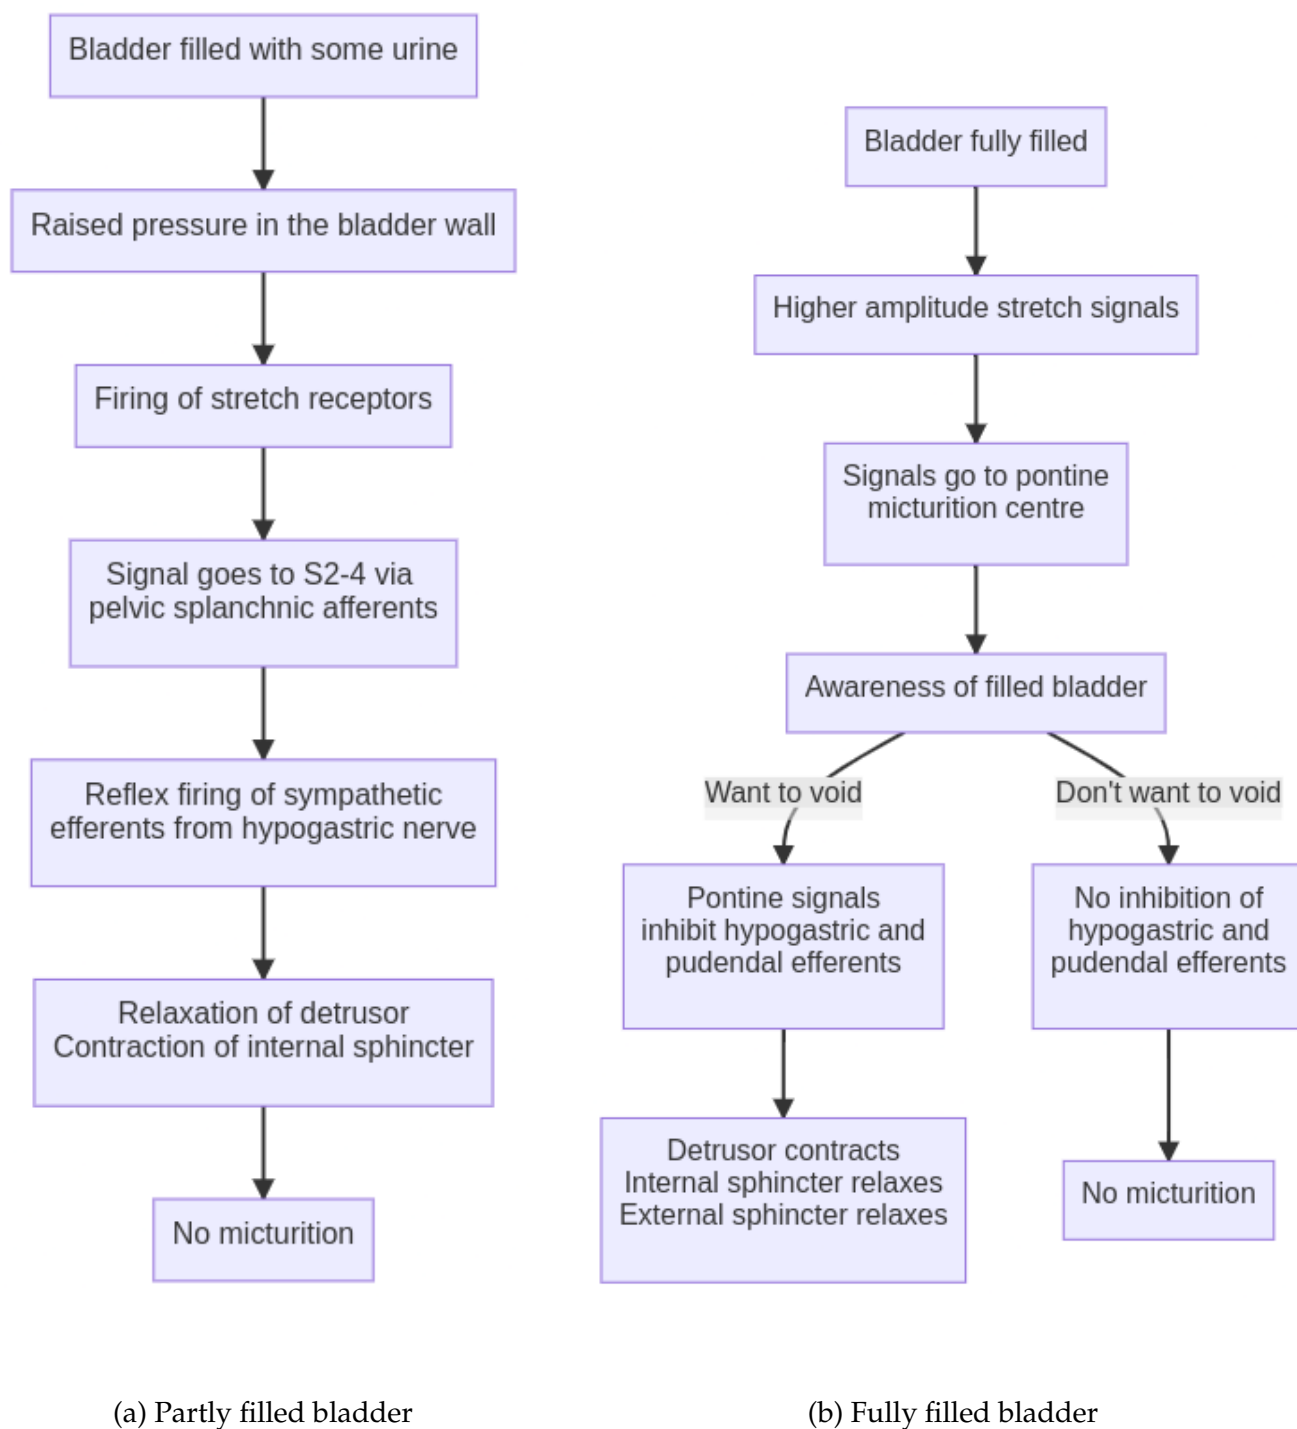 Bladder filled with some urine
Raised pressure in the bladder wall
Firing of stretch receptors
Signal goes to S2-4 via
pelvic splanchnic afferents
Reflex firing of sympathetic
efferents from hypogastric nerve
Relaxation of detrusor
Contraction of internal sphincter
No micturition
(a) Partly filled bladder
Bladder fully filled
Higher amplitude stretch signals
Signals go to pontine
micturition centre
Awareness of filled bladder
Want to void
Don't want to void
Pontine signals
inhibit hypogastric and
pudendal efferents
No inhibition of
hypogastric and
pudendal efferents
Detrusor contracts
Internal sphincter relaxes
External sphincter relaxes
No micturition
(b) Fully filled bladder